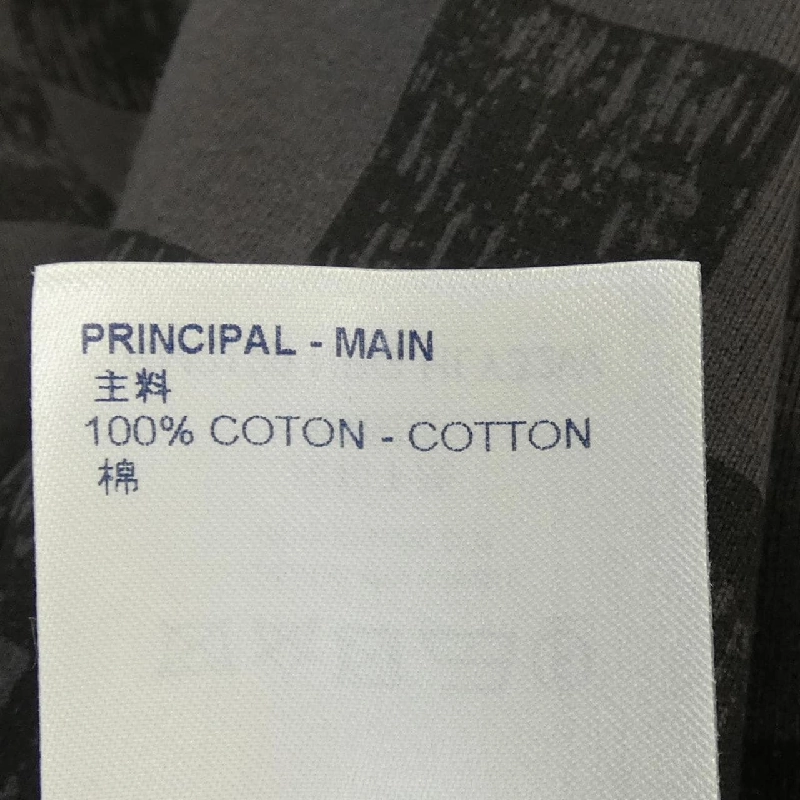 PRINCIPAL - MAIN
主料
100% COTON - COTTON
棉